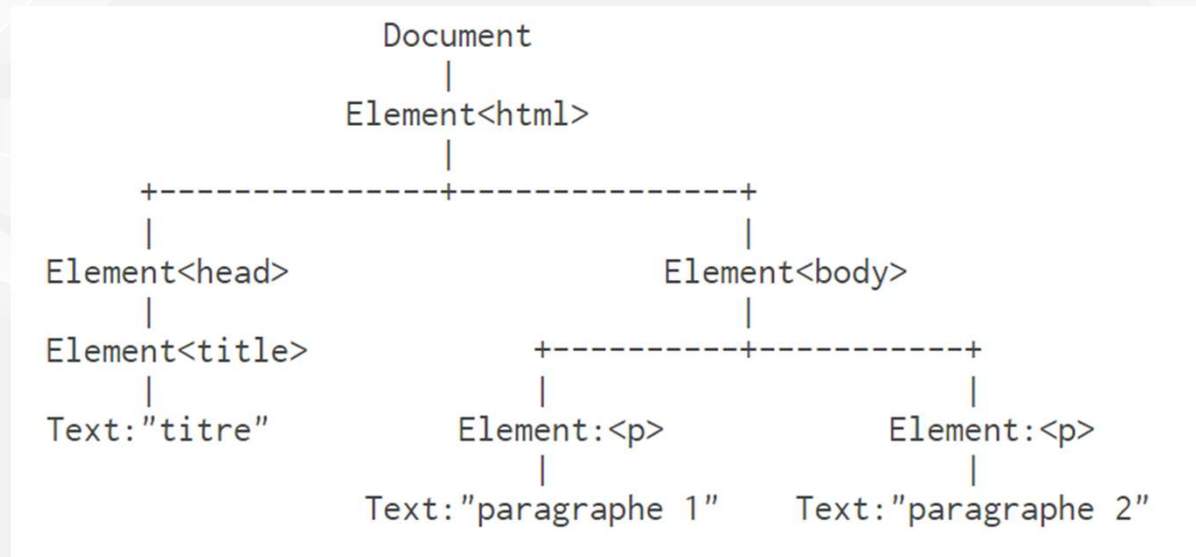 Document
|
Element<html>
|
+---------------+---------------+
| |
Element<head> Element<body>
| |
Element<title> +----------+-----------+
| | |
Text:"titre" Element:<p> Element:<p>
| |
Text:"paragraphe 1" Text:"paragraphe 2"